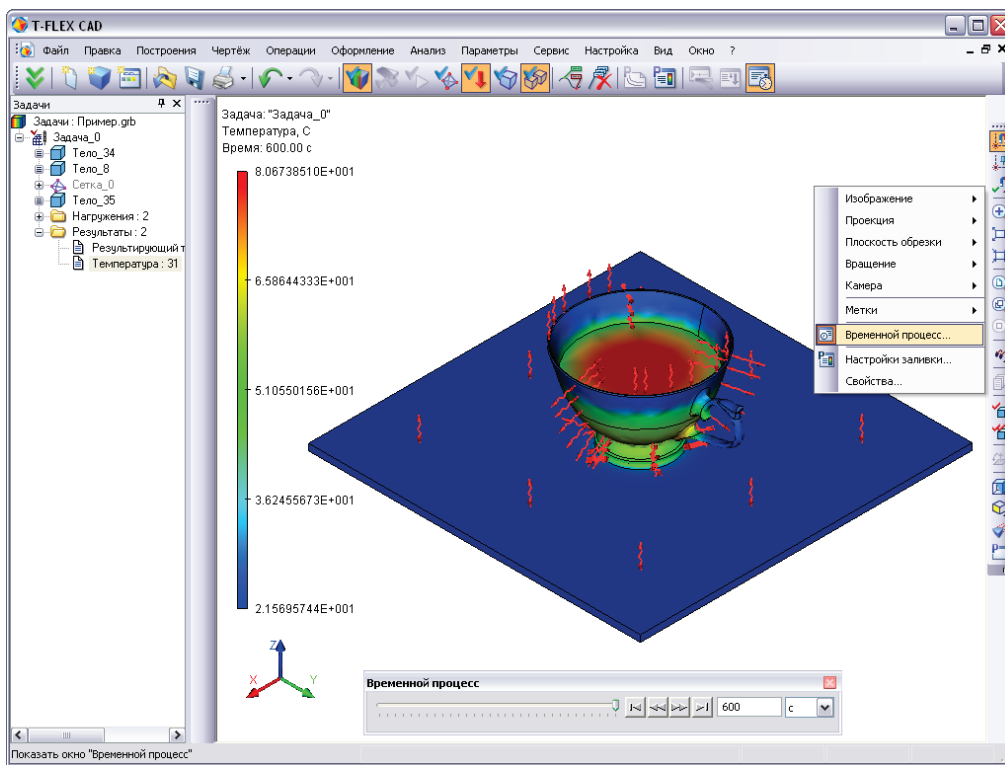 T-FLEX CAD
Файл Правка Построения Чертёж Операции Оформление Анализ Параметры Сервис Настройка Вид Окно ?
Задачи
Задачи : Пример.grb
Задача_0
Тело_34
Тело_8
Сетка_0
Тело_35
Нагружения : 2
Результаты : 2
Результирующий т
Температура : 31
Задача: "Задача_0"
Температура, С
Время: 600.00 с
8.06738510E+001
6.58644333E+001
5.10550156E+001
3.62455673E+001
2.15695744E+001
Изображение
Проекция
Плоскость обрезки
Вращение
Камера
Метки
Временной процесс...
Настройки заливки...
Свойства...
Z
X
Y
Временной процесс
600 с
Показать окно "Временной процесс"